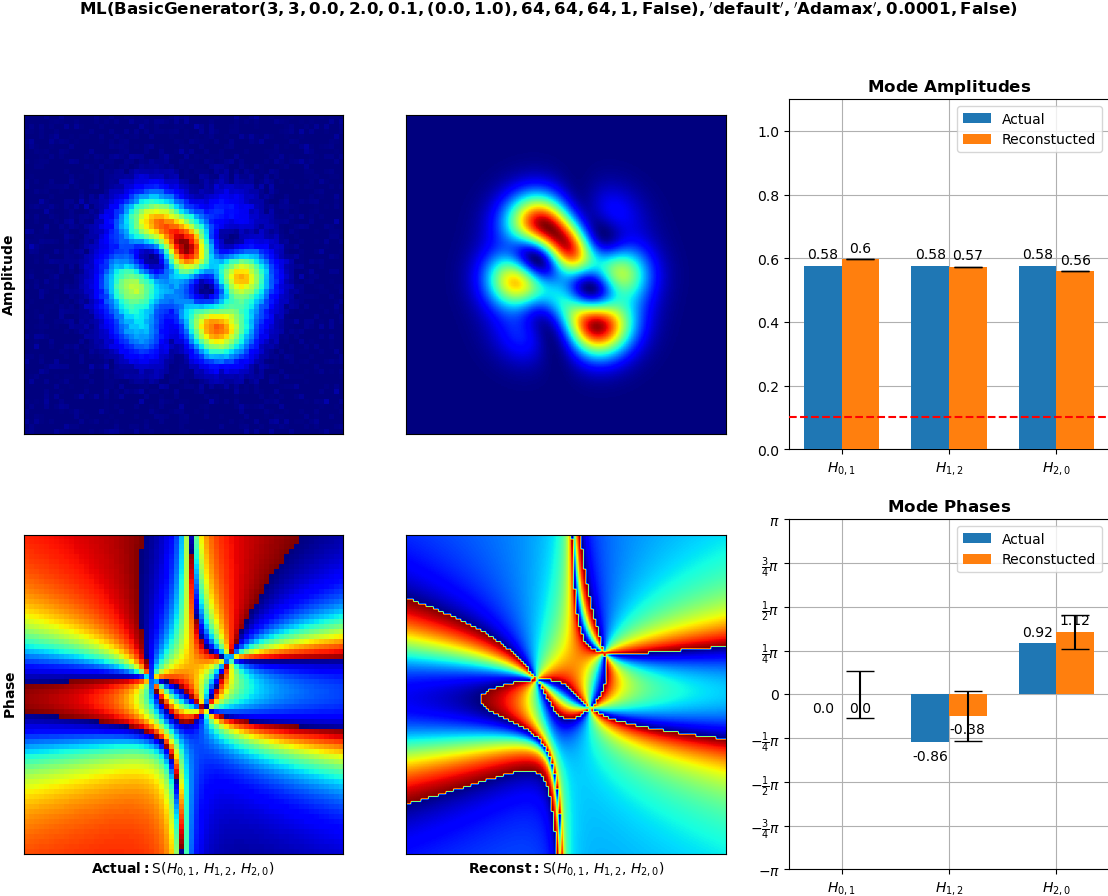 ML(BasicGenerator(3, 3, 0.0, 2.0, 0.1, (0.0, 1.0), 64, 64, 64, 1, False), ′default′, ′Adamax′, 0.0001, False)
Amplitude
Mode Amplitudes
Actual
Reconstucted
1.0
0.8
0.6
0.4
0.2
0.0
0.58
0.6
0.58
0.57
0.58
0.56
H0,1
H1,2
H2,0
Phase
Actual: S(H0,1, H1,2, H2,0)
Reconst: S(H0,1, H1,2, H2,0)
Mode Phases
Actual
Reconstucted
π
3/4π
1/2π
1/4π
0
−1/4π
−1/2π
−3/4π
−π
0.0
0.0
-0.86
-0.38
0.92
1.12
H0,1
H1,2
H2,0